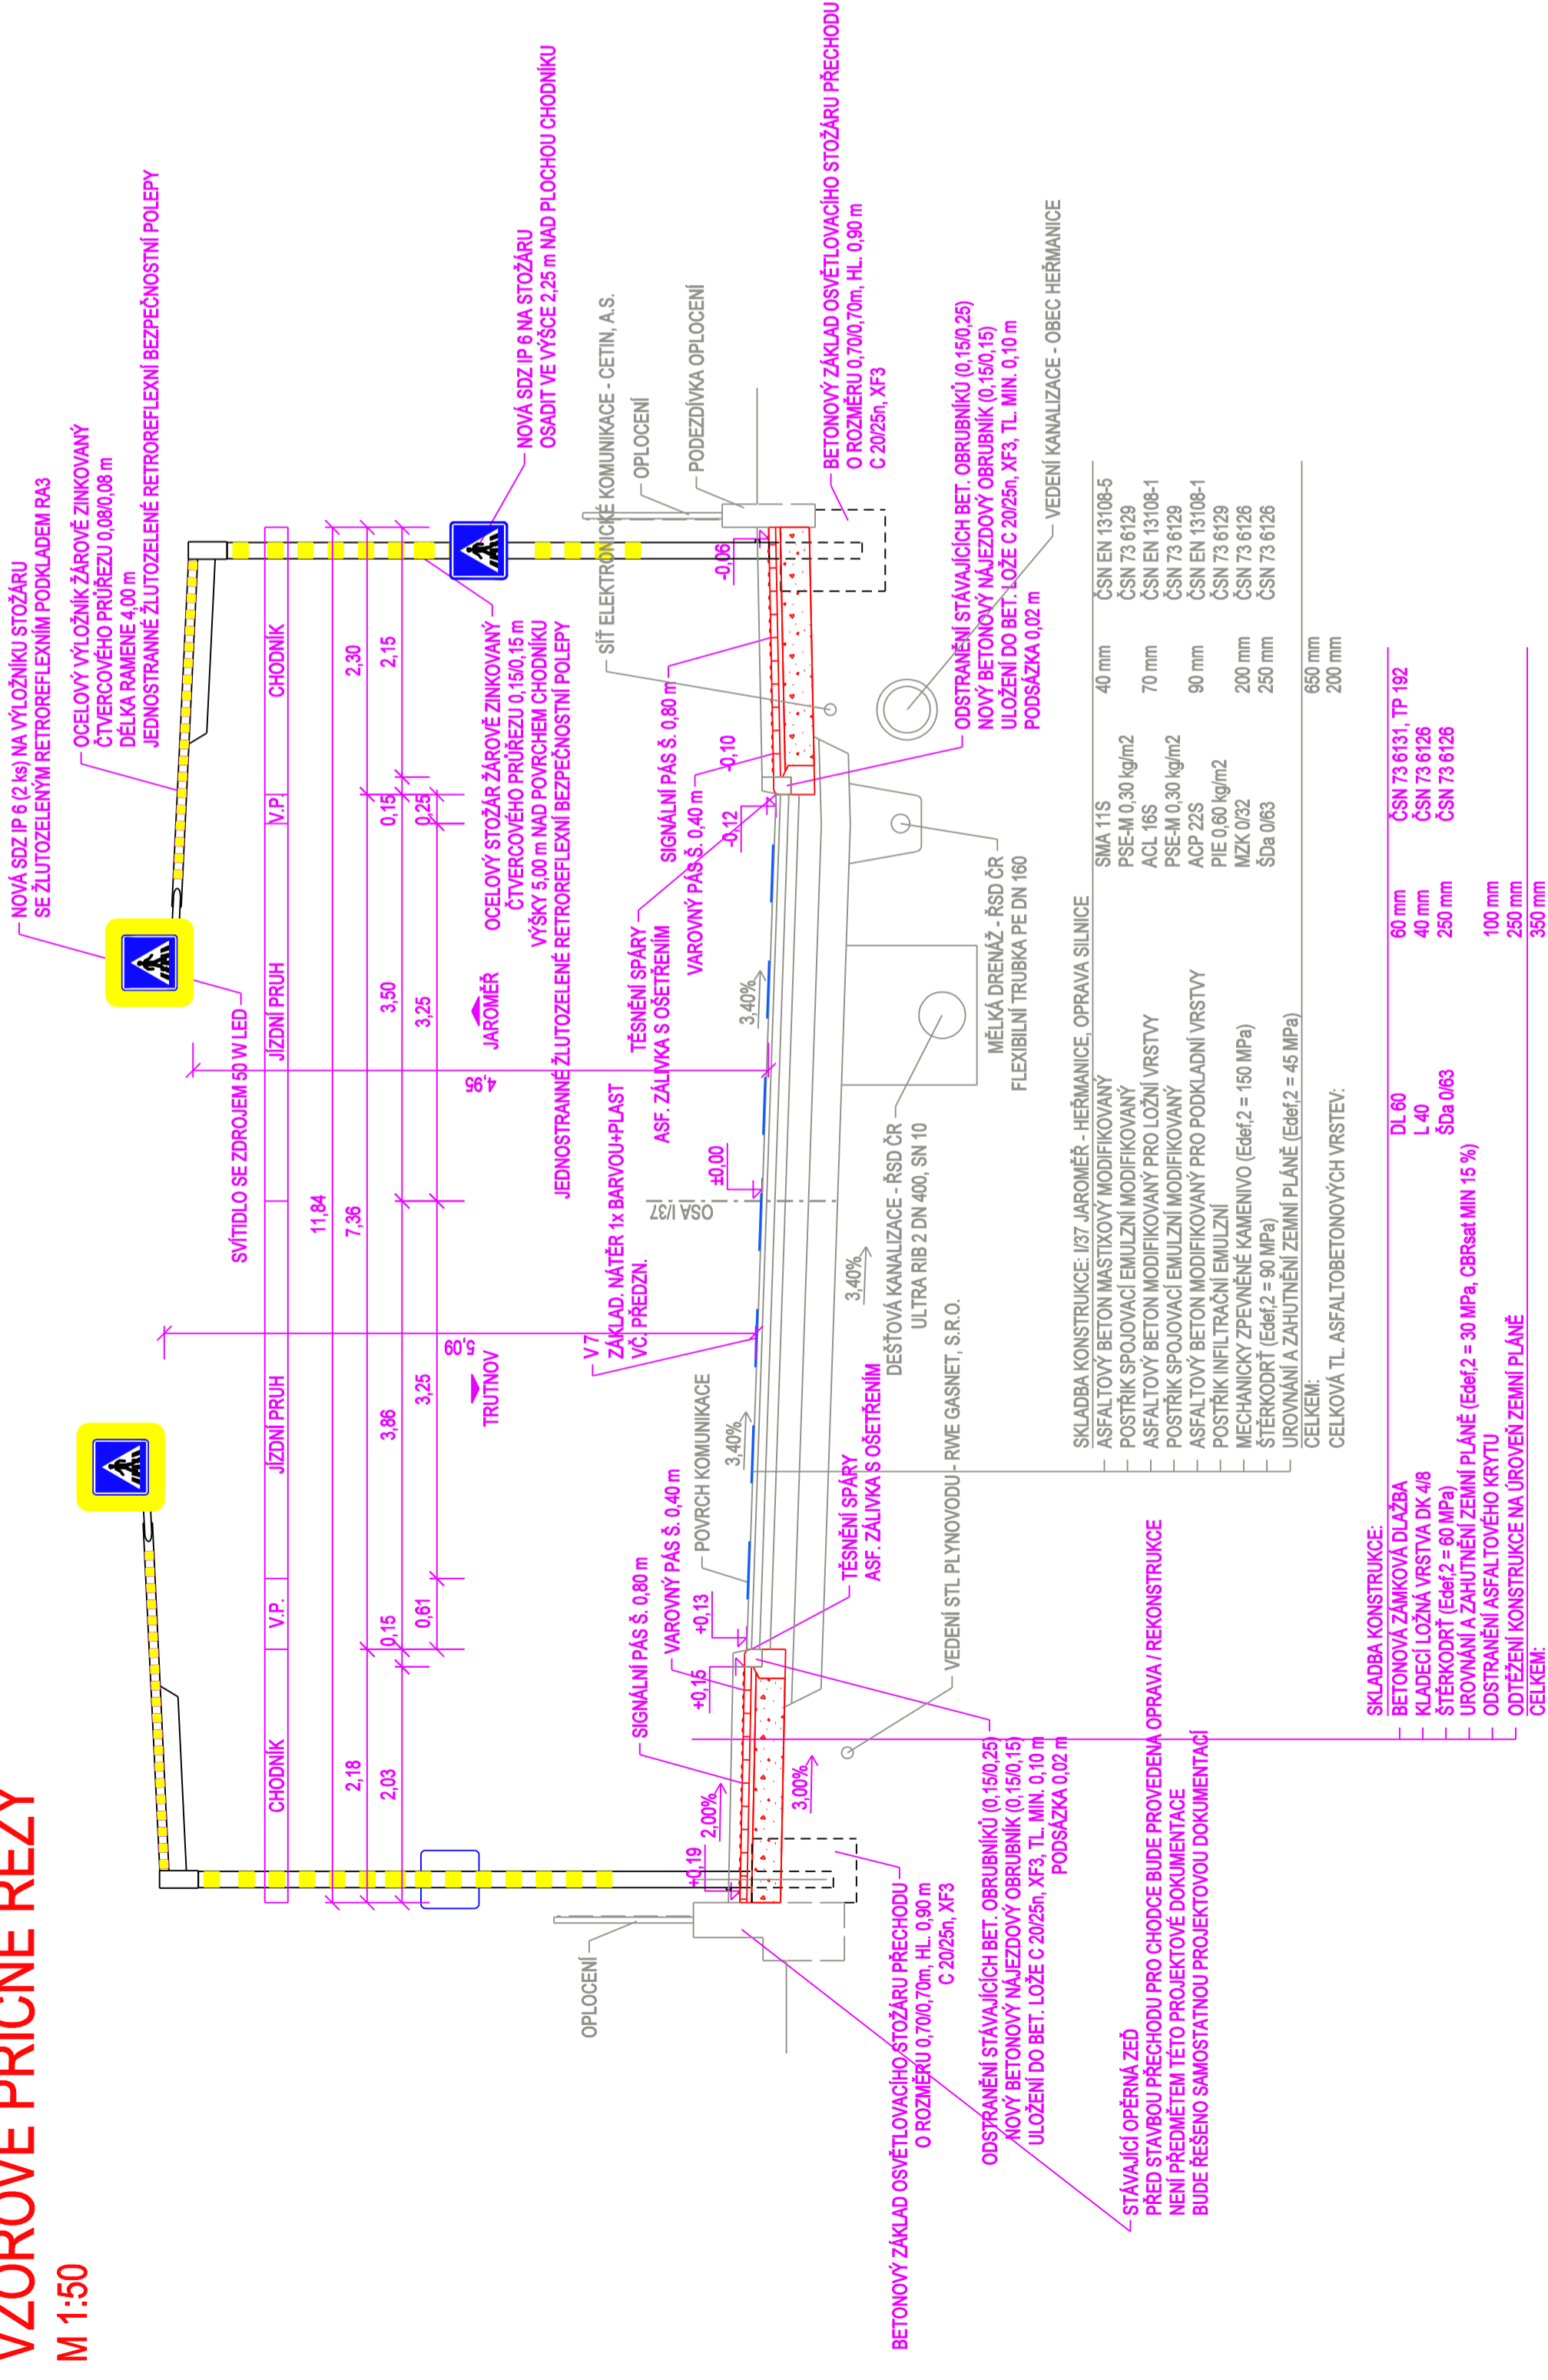 VZOROVÉ PŘÍČNÉ ŘEZY
M 1:50
NOVÁ SDZ IP 6 (2 ks) NA VÝLOŽNÍKU STOŽÁRU
SE ŽLUTOZELENÝM RETROREFLEXNÍM PODKLADEM RA3
OCELOVÝ VÝLOŽNÍK ŽÁROVĚ ZINKOVANÝ
ČTVERCOVÉHO PRŮŘEZU 0,08/0,08 m
DÉLKA RAMENE 4,00 m
JEDNOSTRANNÉ ŽLUTOZELENÉ RETROREFLEXNÍ BEZPEČNOSTNÍ POLEPY
SVÍTIDLO SE ZDROJEM 50 W LED
CHODNÍK
V.P.
JÍZDNÍ PRUH
JÍZDNÍ PRUH
V.P.
CHODNÍK
11,84
2,18
7,36
2,30
2,03
0,15
3,86
3,50
0,15
2,15
0,61
3,25
3,25
0,25
5,09
4,95
TRUTNOV
JAROMĚŘ
OCELOVÝ STOŽÁR ŽÁROVĚ ZINKOVANÝ
ČTVERCOVÉHO PRŮŘEZU 0,15/0,15 m
VÝŠKY 5,00 m NAD POVRCHEM CHODNÍKU
JEDNOSTRANNÉ ŽLUTOZELENÉ RETROREFLEXNÍ BEZPEČNOSTNÍ POLEPY
NOVÁ SDZ IP 6 NA STOŽÁRU
OSADIT VE VÝŠCE 2,25 m NAD PLOCHOU CHODNÍKU
OPLOCENÍ
V 7
ZÁKLAD. NÁTĚR 1x BARVOU+PLAST
VČ. PŘEDZN.
SÍŤ ELEKTRONICKÉ KOMUNIKACE - CETIN, A.S.
OPLOCENÍ
PODEZDÍVKA OPLOCENÍ
SIGNÁLNÍ PÁS Š. 0,80 m
VAROVNÝ PÁS Š. 0,40 m
POVRCH KOMUNIKACE
OSA I/37
TĚSNĚNÍ SPÁRY
ASF. ZÁLIVKA S OŠETŘENÍM
SIGNÁLNÍ PÁS Š. 0,80 m
VAROVNÝ PÁS Š. 0,40 m
+0,19
2,00%
+0,15
+0,13
3,40%
±0,00
3,40%
-0,12
-0,10
-0,06
3,00%
3,40%
BETONOVÝ ZÁKLAD OSVĚTLOVACÍHO STOŽÁRU PŘECHODU
O ROZMĚRU 0,70/0,70m, HL. 0,90 m
C 20/25n, XF3
TĚSNĚNÍ SPÁRY
ASF. ZÁLIVKA S OŠETŘENÍM
DEŠŤOVÁ KANALIZACE - ŘSD ČR
ULTRA RIB 2 DN 400, SN 10
BETONOVÝ ZÁKLAD OSVĚTLOVACÍHO STOŽÁRU PŘECHODU
O ROZMĚRU 0,70/0,70m, HL. 0,90 m
C 20/25n, XF3
VEDENÍ STL PLYNOVODU - RWE GASNET, S.R.O.
ODSTRANĚNÍ STÁVAJÍCÍCH BET. OBRUBNÍKŮ (0,15/0,25)
NOVÝ BETONOVÝ NÁJEZDOVÝ OBRUBNÍK (0,15/0,15)
ULOŽENÍ DO BET. LOŽE C 20/25n, XF3, TL. MIN. 0,10 m
PODSÁZKA 0,02 m
MĚLKÁ DRENÁŽ - ŘSD ČR
FLEXIBILNÍ TRUBKA PE DN 160
ODSTRANĚNÍ STÁVAJÍCÍCH BET. OBRUBNÍKŮ (0,15/0,25)
NOVÝ BETONOVÝ NÁJEZDOVÝ OBRUBNÍK (0,15/0,15)
ULOŽENÍ DO BET. LOŽE C 20/25n, XF3, TL. MIN. 0,10 m
PODSÁZKA 0,02 m
VEDENÍ KANALIZACE - OBEC HEŘMANICE
STÁVAJÍCÍ OPĚRNÁ ZEĎ
PŘED STAVBOU PŘECHODU PRO CHODCE BUDE PROVEDENA OPRAVA / REKONSTRUKCE
NENÍ PŘEDMĚTEM TÉTO PROJEKTOVÉ DOKUMENTACE
BUDE ŘEŠENO SAMOSTATNOU PROJEKTOVOU DOKUMENTACÍ
SKLADBA KONSTRUKCE: I/37 JAROMĚŘ - HEŘMANICE, OPRAVA SILNICE
ASFALTOVÝ BETON MASTIXOVÝ MODIFIKOVANÝ SMA 11S 40 mm ČSN EN 13108-5
POSTŘIK SPOJOVACÍ EMULZNÍ MODIFIKOVANÝ PSE-M 0,30 kg/m2 ČSN 73 6129
ASFALTOVÝ BETON MODIFIKOVANÝ PRO LOŽNÍ VRSTVY ACL 16S 70 mm ČSN EN 13108-1
POSTŘIK SPOJOVACÍ EMULZNÍ MODIFIKOVANÝ PSE-M 0,30 kg/m2 ČSN 73 6129
ASFALTOVÝ BETON MODIFIKOVANÝ PRO PODKLADNÍ VRSTVY ACP 22S 90 mm ČSN EN 13108-1
POSTŘIK INFILTRAČNÍ EMULZNÍ PIE 0,60 kg/m2 ČSN 73 6129
MECHANICKY ZPEVNĚNÉ KAMENIVO (Edef,2 = 150 MPa) MZK 0/32 200 mm ČSN 73 6126
ŠTĚRKODRŤ (Edef,2 = 90 MPa) ŠDa 0/63 250 mm ČSN 73 6126
UROVNÁNÍ A ZAHUTNĚNÍ ZEMNÍ PLÁNĚ (Edef,2 = 45 MPa)
CELKEM: 650 mm
CELKOVÁ TL. ASFALTOBETONOVÝCH VRSTEV: 200 mm
SKLADBA KONSTRUKCE:
BETONOVÁ ZÁMKOVÁ DLAŽBA DL 60 60 mm ČSN 73 6131, TP 192
KLADECÍ LOŽNÁ VRSTVA DK 4/8 L 40 40 mm ČSN 73 6126
ŠTĚRKODRŤ (Edef,2 = 60 MPa) ŠDa 0/63 250 mm ČSN 73 6126
UROVNÁNÍ A ZAHUTNĚNÍ ZEMNÍ PLÁNĚ (Edef,2 = 30 MPa, CBRsat MIN 15 %)
ODSTRANĚNÍ ASFALTOVÉHO KRYTU 100 mm
ODTĚŽENÍ KONSTRUKCE NA ÚROVEŇ ZEMNÍ PLÁNĚ 250 mm
CELKEM: 350 mm